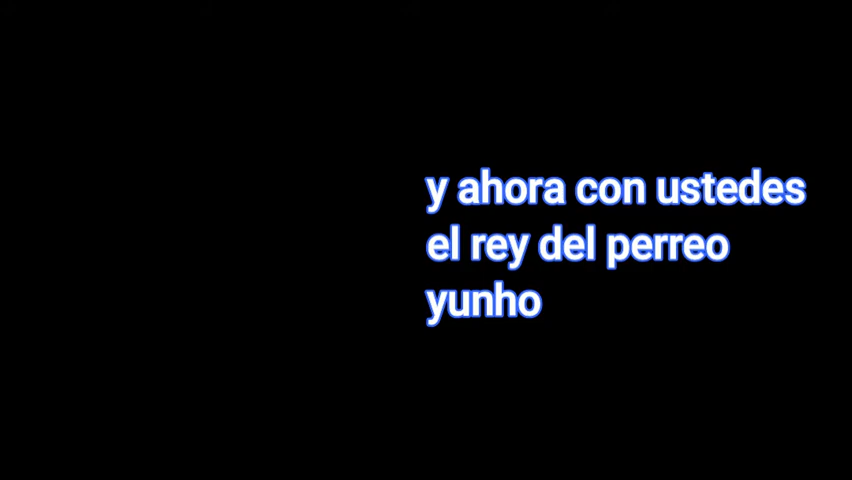 y ahora con ustedes
el rey del perreo
yunho